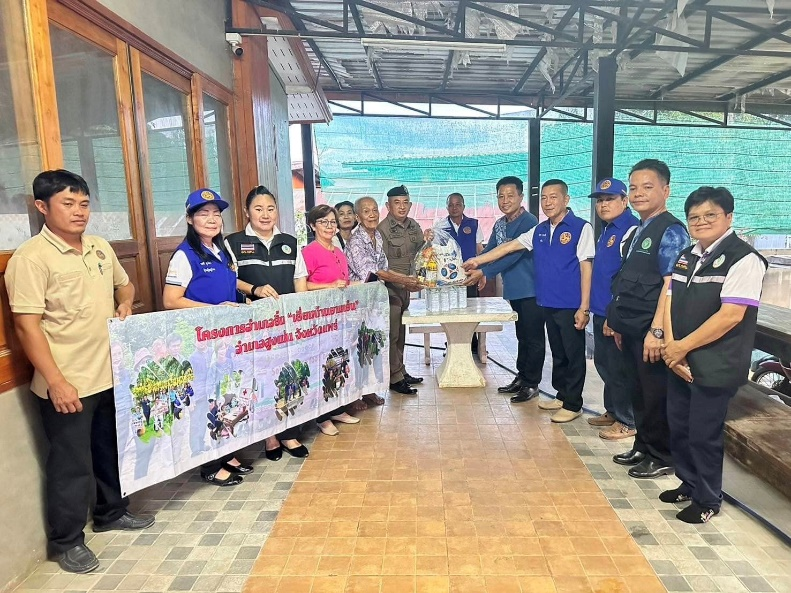 โครงการอำเภอยิ้ม "เยี่ยมบ้านยามเย็น"
อำเภอสูงเม่น จังหวัดแพร่